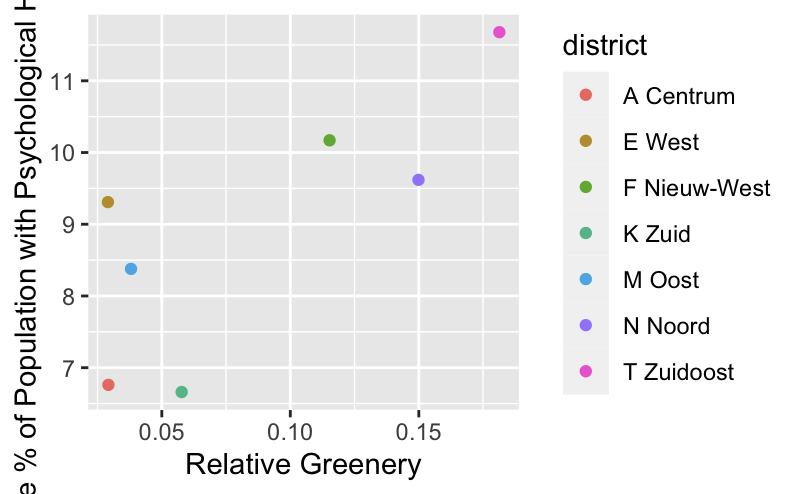 e % of Population with Psychological H
11
10
9
8
7
0.05 0.10 0.15
Relative Greenery
district
A Centrum
E West
F Nieuw-West
K Zuid
M Oost
N Noord
T Zuidoost